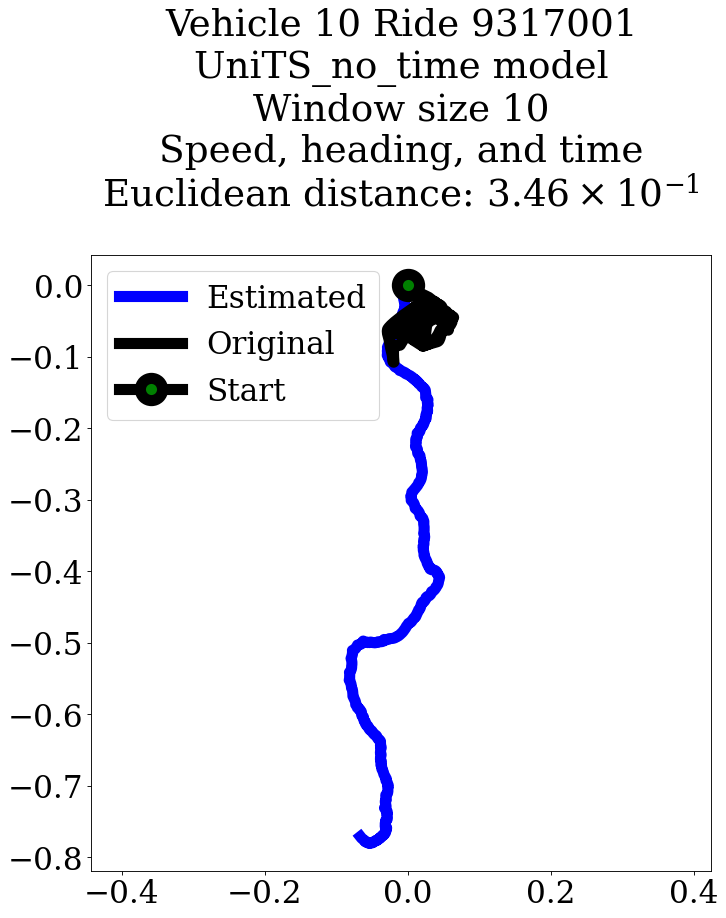 Vehicle 10 Ride 9317001
UniTS_no_time model
Window size 10
Speed, heading, and time
Euclidean distance: 3.46 × 10⁻¹
Estimated
Original
Start
0.0
−0.1
−0.2
−0.3
−0.4
−0.5
−0.6
−0.7
−0.8
−0.4 −0.2 0.0 0.2 0.4